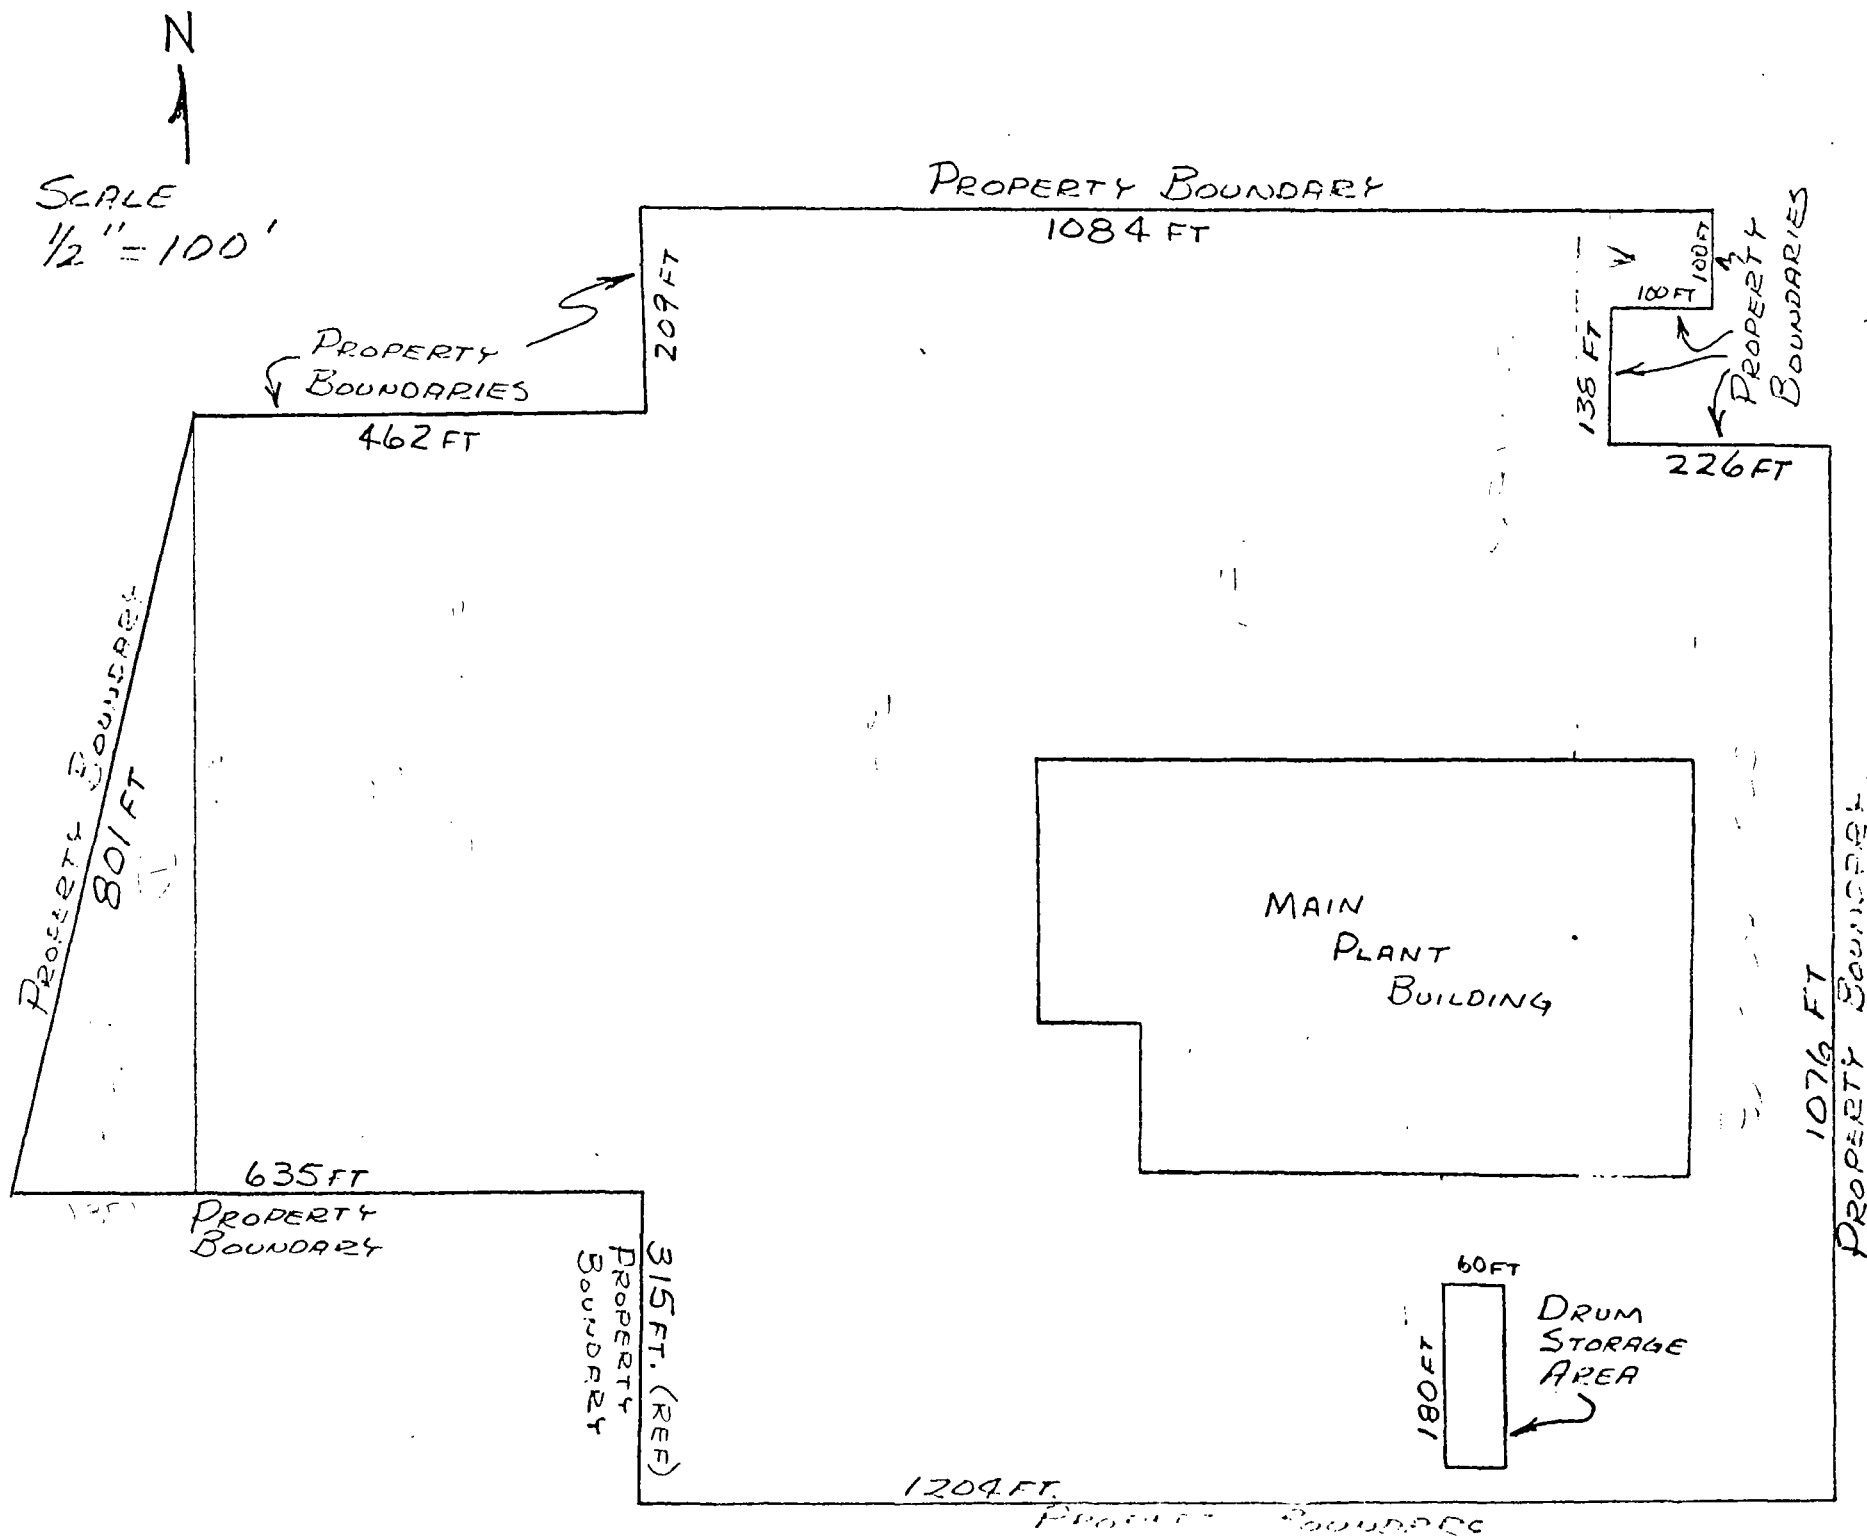 N
SCALE
1/2" = 100'
PROPERTY BOUNDARY
1084 FT
209 FT
PROPERTY
BOUNDARIES
462 FT
100 FT
100 FT
138 FT
PROPERTY
BOUNDARIES
226 FT
PROPERTY BOUNDARY
801 FT
MAIN
PLANT
BUILDING
1076 FT
PROPERTY BOUNDARY
635 FT
PROPERTY
BOUNDARY
315 FT. (REF)
PROPERTY
BOUNDARY
60 FT
180 FT
DRUM
STORAGE
AREA
1204 FT.
PROPERTY BOUNDARY